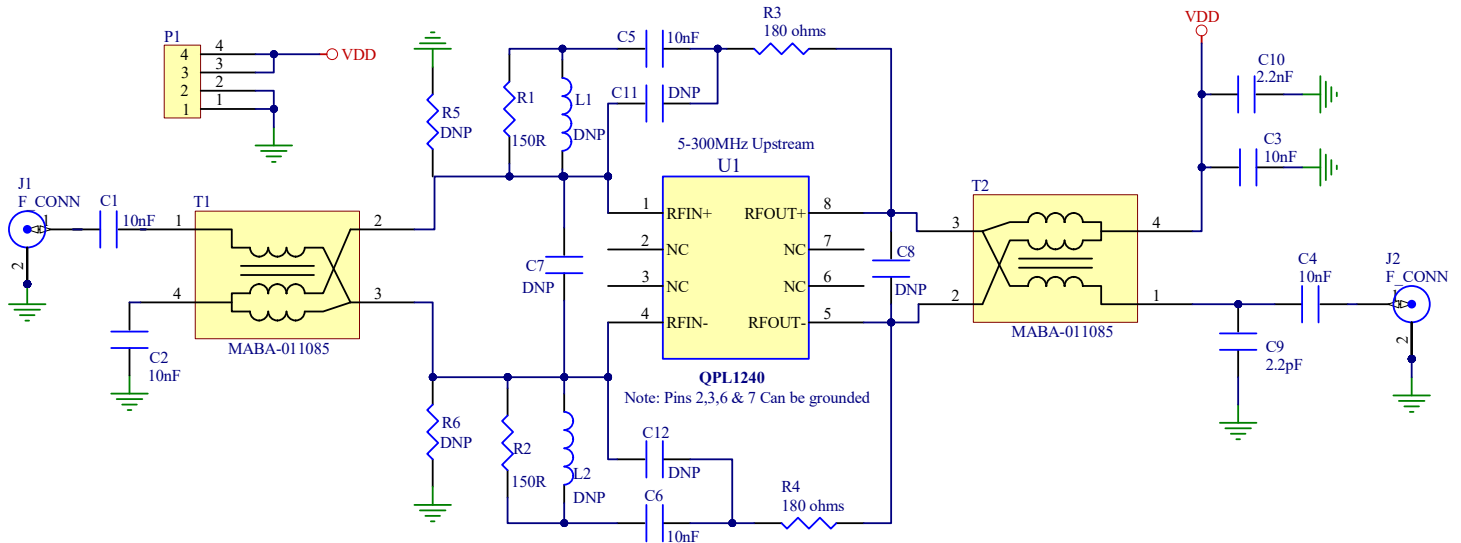 P1
4
3
2
1
4
3
2
1
VDD
R5
DNP
R1
150R
L1
DNP
C5
10nF
C11
DNP
R3
180 ohms
VDD
C10
2.2nF
C3
10nF
J1
F_CONN
1
2
C1
10nF
T1
1
2
4
3
MABA-011085
C2
10nF
C7
DNP
5-300MHz Upstream
U1
1
RFIN+
RFOUT+
8
2
NC
NC
7
3
NC
NC
6
4
RFIN-
RFOUT-
5
QPL1240
Note: Pins 2,3,6 & 7 Can be grounded
C8
DNP
T2
3
4
2
1
MABA-011085
C4
10nF
J2
F_CONN
1
2
C9
2.2pF
R6
DNP
R2
150R
L2
DNP
C12
DNP
C6
10nF
R4
180 ohms